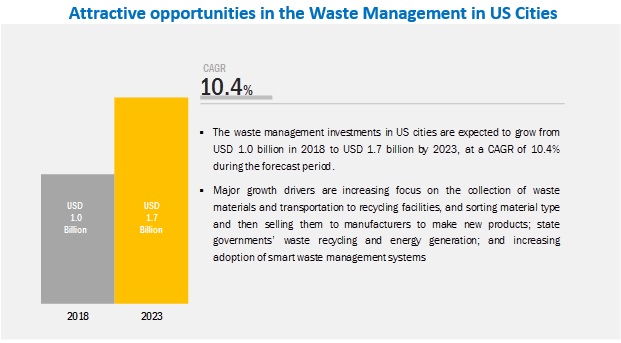 Attractive opportunities in the Waste Management in US Cities
CAGR
10.4%
▪ The waste management investments in US cities are expected to grow from
USD 1.0 billion in 2018 to USD 1.7 billion by 2023, at a CAGR of 10.4%
during the forecast period.
▪ Major growth drivers are increasing focus on the collection of waste
materials and transportation to recycling facilities, and sorting material type
and then selling them to manufacturers to make new products; state
governments' waste recycling and energy generation; and increasing
adoption of smart waste management systems
USD
1.0
Billion
USD
1.7
Billion
2018
2023